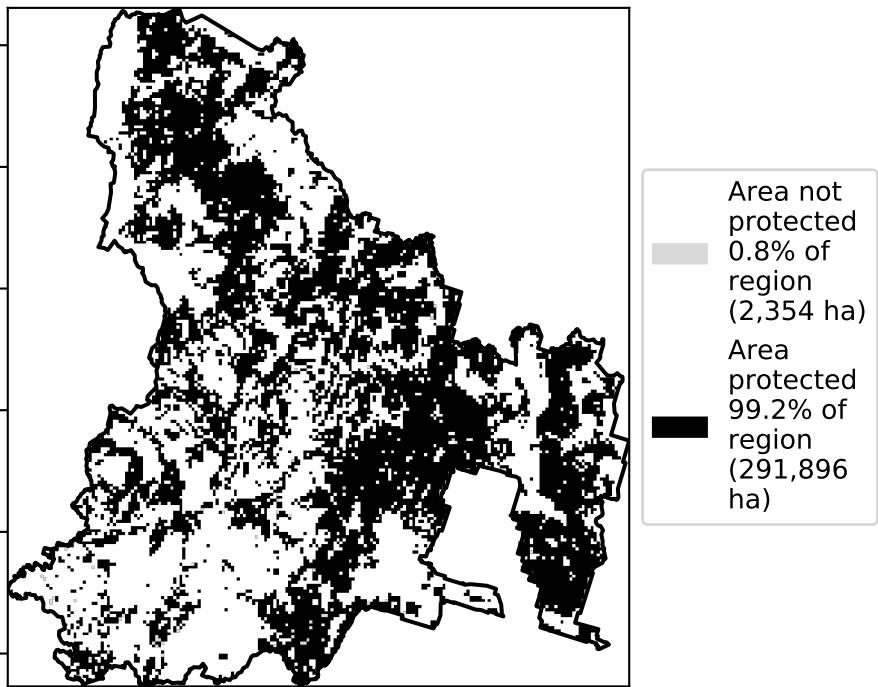 Area not
protected
0.8% of
region
(2,354 ha)
Area
protected
99.2% of
region
(291,896
ha)